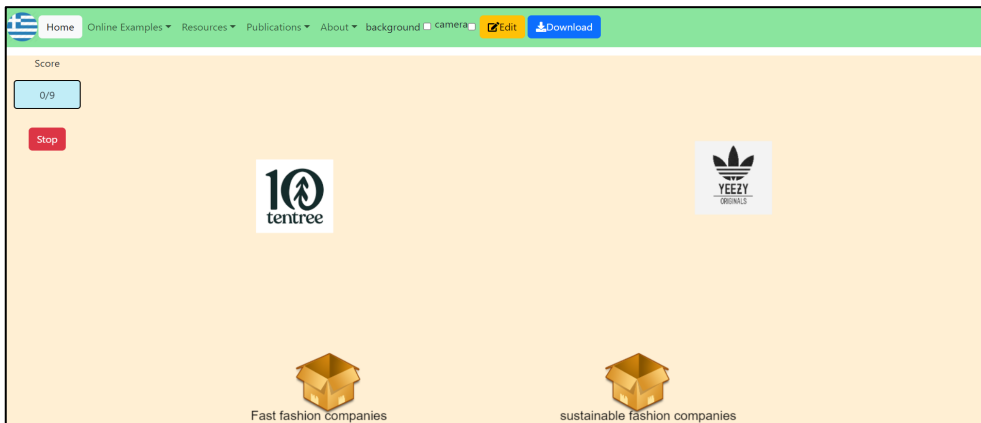 Home Online Examples Resources Publications About background camera Edit Download
Score
0/9
Stop
10
tentree
YEEZY
ORIGINALS
Fast fashion companies
sustainable fashion companies